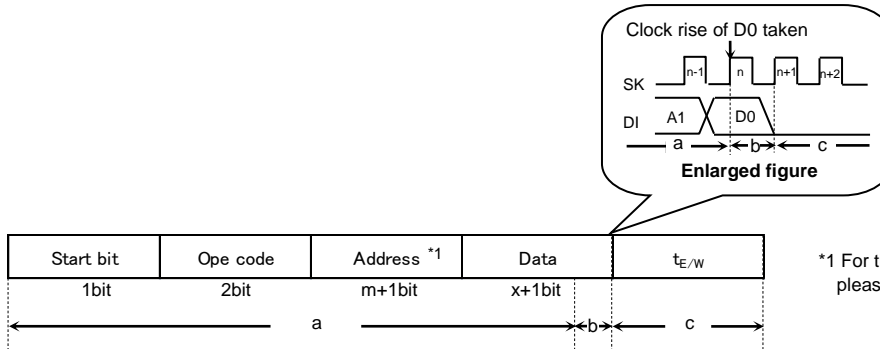 Clock rise of D0 taken
SK n-1 n n+1 n+2
DI A1 D0
a b c
Enlarged figure
Start bit Ope code Address *1 Data tE/W
1bit 2bit m+1bit x+1bit
a b c
*1 For t
pleas